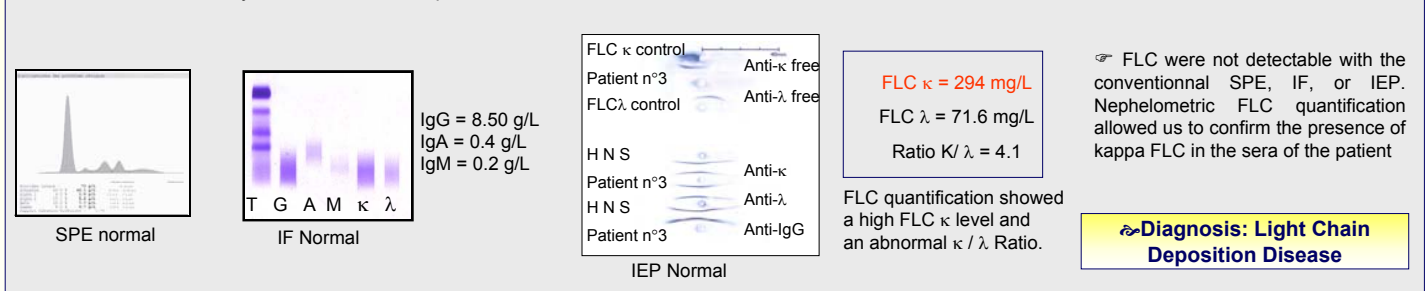 SPE normal
T G A M κ λ
IF Normal
IgG = 8.50 g/L
IgA = 0.4 g/L
IgM = 0.2 g/L
FLC κ control
Anti-κ free
Patient n°3
Anti-λ free
FLCλ control
H N S
Anti-κ
Patient n°3
Anti-λ
H N S
Anti-IgG
Patient n°3
IEP Normal
FLC κ = 294 mg/L
FLC λ = 71.6 mg/L
Ratio K/ λ = 4.1
FLC quantification showed
a high FLC κ level and
an abnormal κ / λ Ratio.
☞ FLC were not detectable with the
conventionnal SPE, IF, or IEP.
Nephelometric FLC quantification
allowed us to confirm the presence of
kappa FLC in the sera of the patient
Diagnosis: Light Chain
Deposition Disease